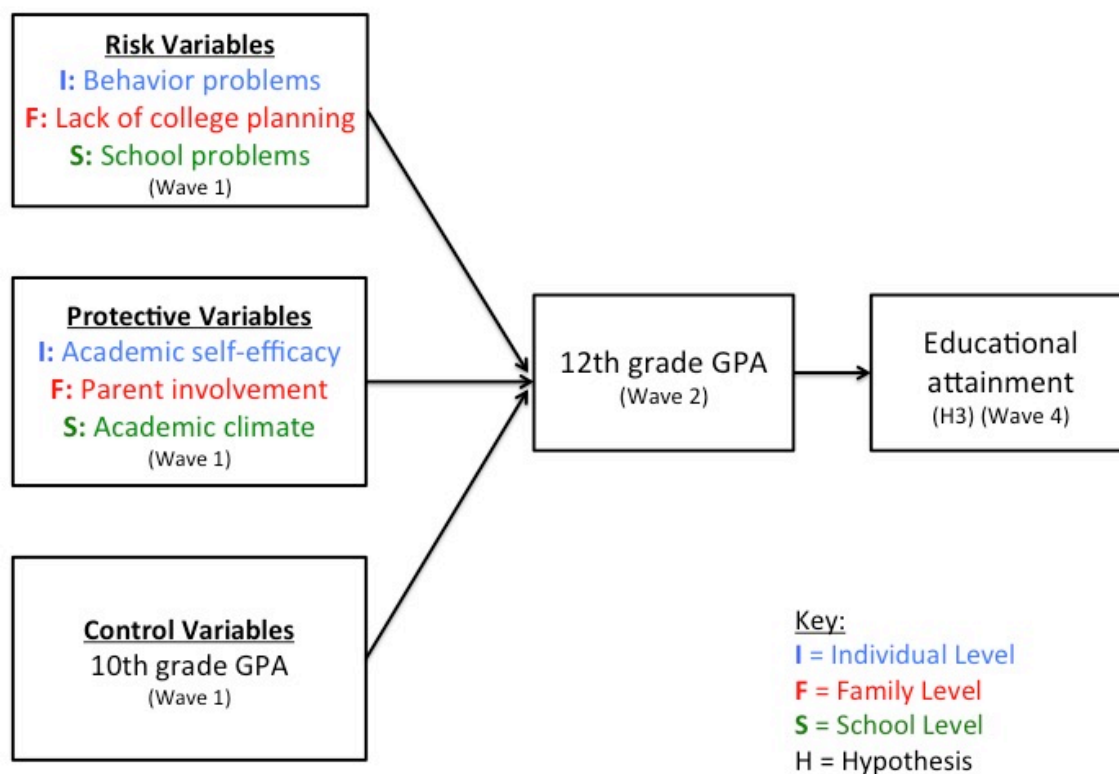 Risk Variables
I: Behavior problems
F: Lack of college planning
S: School problems
(Wave 1)
Protective Variables
I: Academic self-efficacy
F: Parent involvement
S: Academic climate
(Wave 1)
Control Variables
10th grade GPA
(Wave 1)
12th grade GPA
(Wave 2)
Educational
attainment
(H3) (Wave 4)
Key:
I = Individual Level
F = Family Level
S = School Level
H = Hypothesis